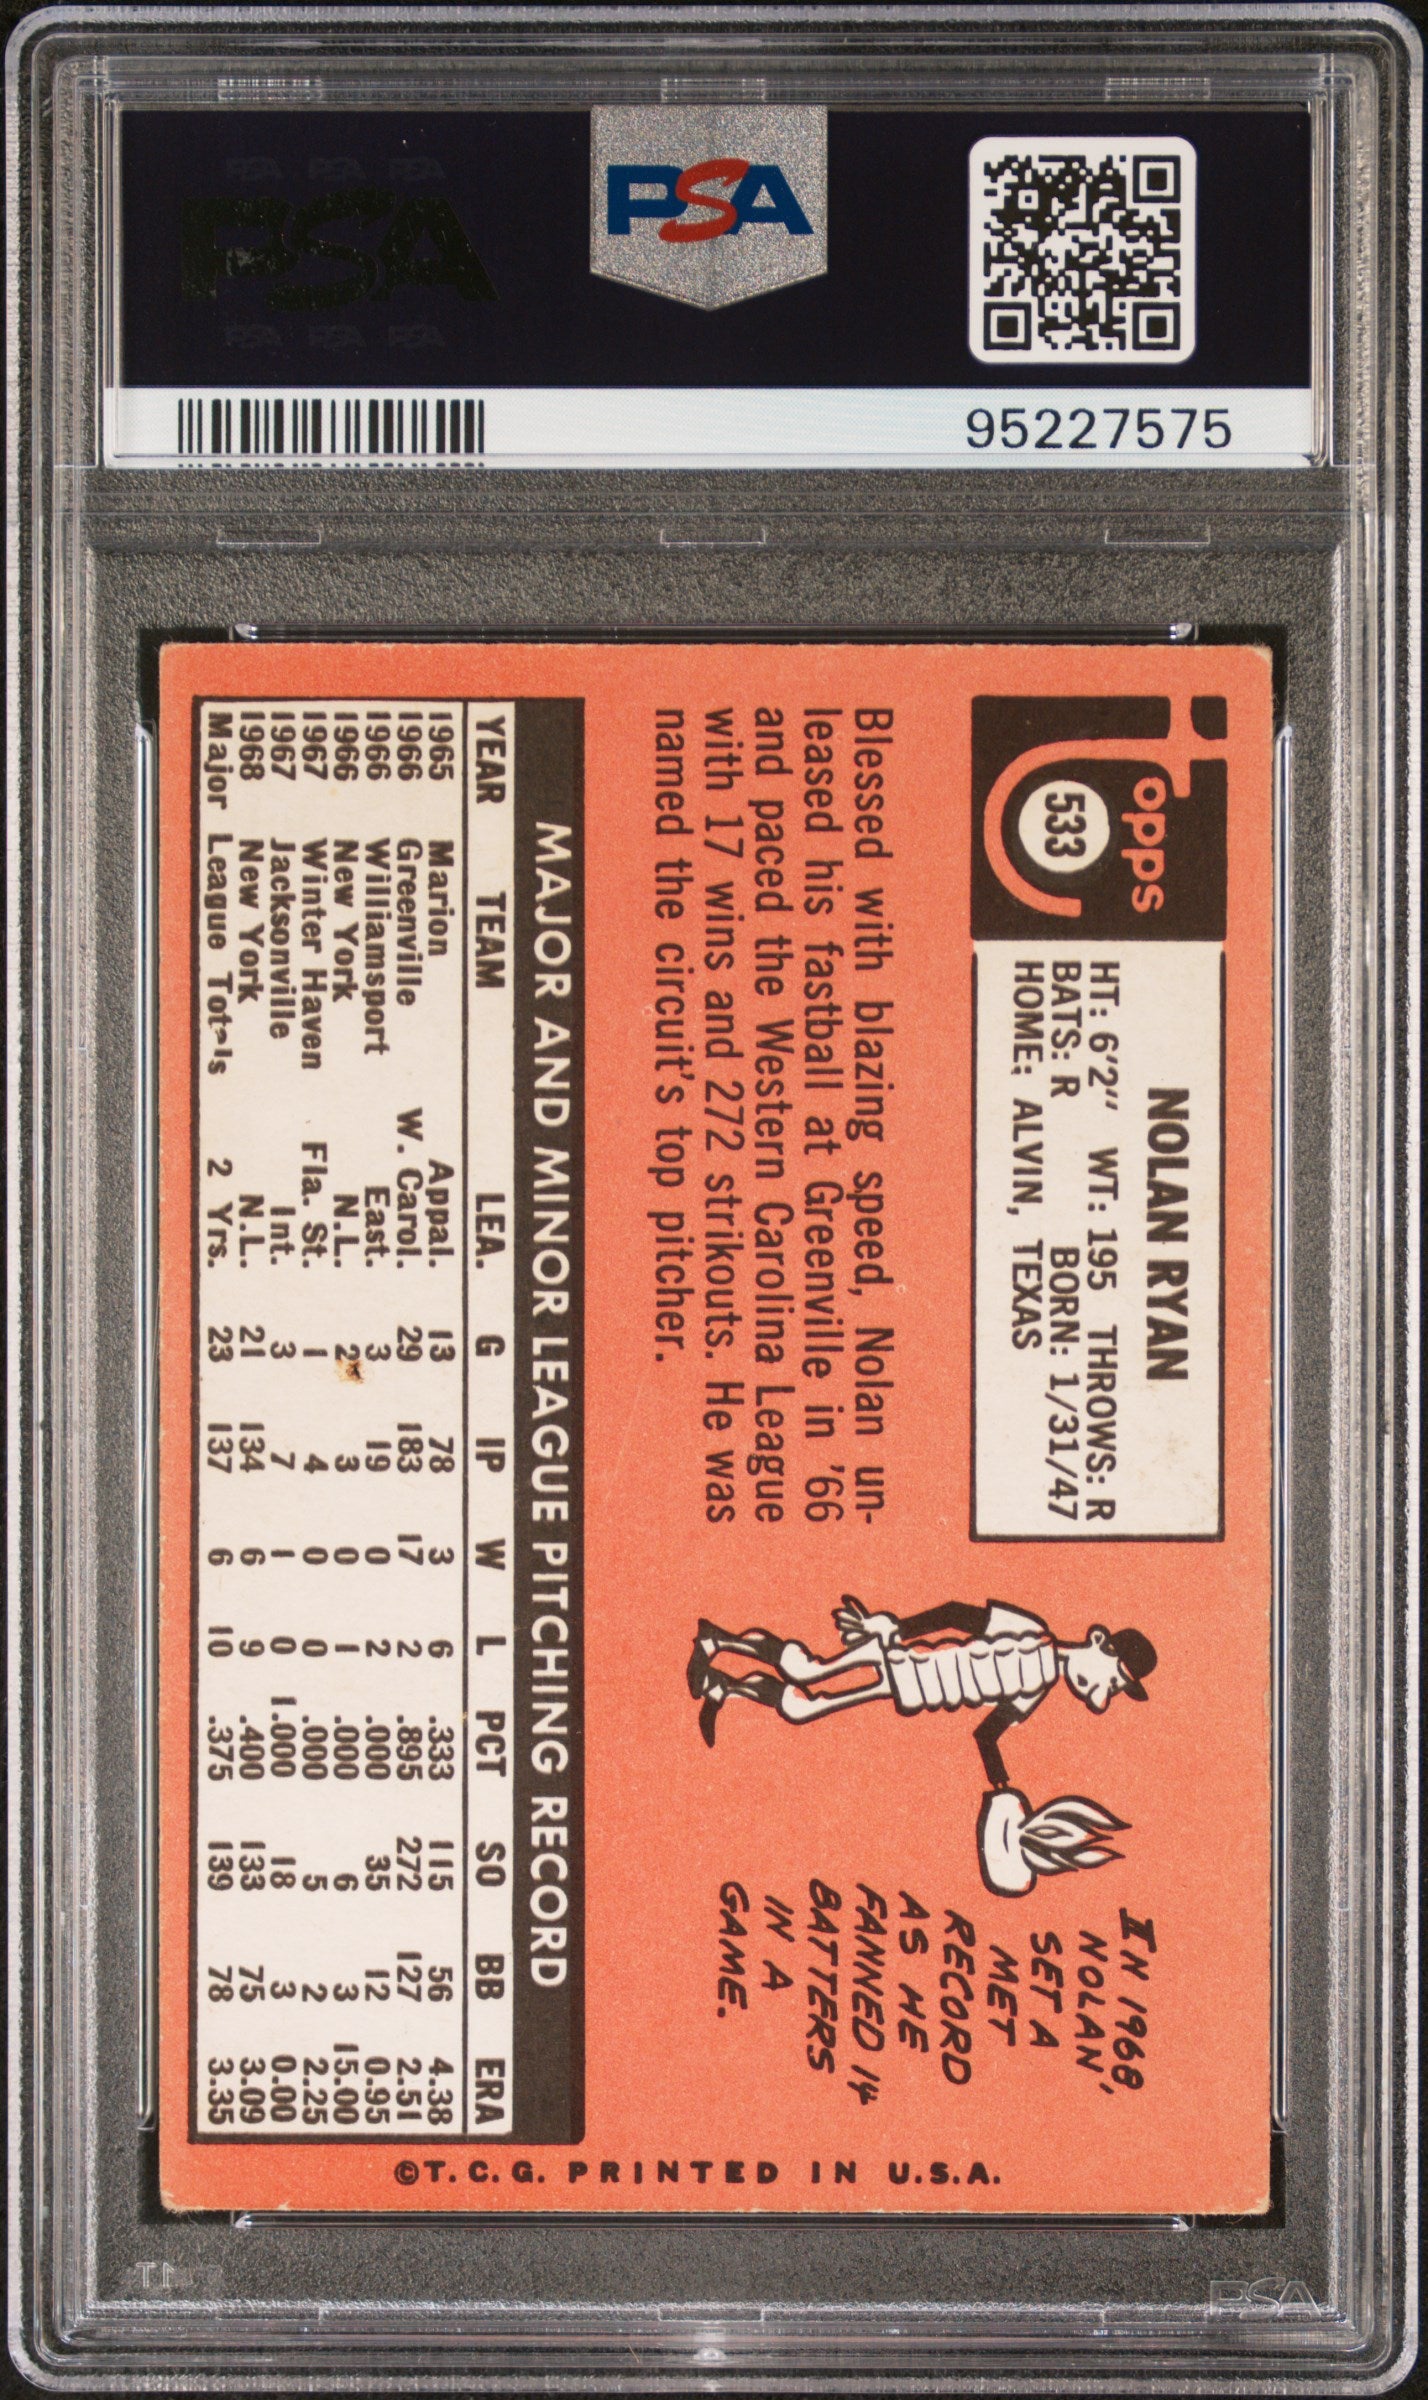 PSA PSA PSA
PSA
PSA PSA PSA
PSA
95227575
Topps
533
NOLAN RYAN
HT: 6'2" WT: 195 THROWS: R
BATS: R BORN: 1/31/47
HOME: ALVIN, TEXAS
Blessed with blazing speed, Nolan un-
leased his fastball at Greenville in '66
and paced the Western Carolina League
with 17 wins and 272 strikouts. He was
named the circuit's top pitcher.
IN 1968
NOLAN,
SET A
MET
RECORD
AS HE
FANNED 14
BATTERS
IN A
GAME.
MAJOR AND MINOR LEAGUE PITCHING RECORD
YEAR TEAM LEA. G IP W L PCT SO BB ERA
1965 Marion Appal. 13 78 3 6 .333 115 56 4.38
1966 Greenville W. Carol. 29 183 17 2 .895 272 127 2.51
1966 Williamsport East. 3 19 0 2 .000 35 12 0.95
1966 New York N.L. 2 3 0 1 .000 6 3 15.00
1967 Winter Haven Fla. St. 1 4 0 0 .000 5 2 2.25
1967 Jacksonville Int. 3 7 1 0 1.000 18 3 0.00
1968 New York N.L. 21 134 6 9 .400 133 75 3.09
Major League Totals 2 Yrs. 23 137 6 10 .375 139 78 3.35
©T.C.G. PRINTED IN U.S.A.
PSA